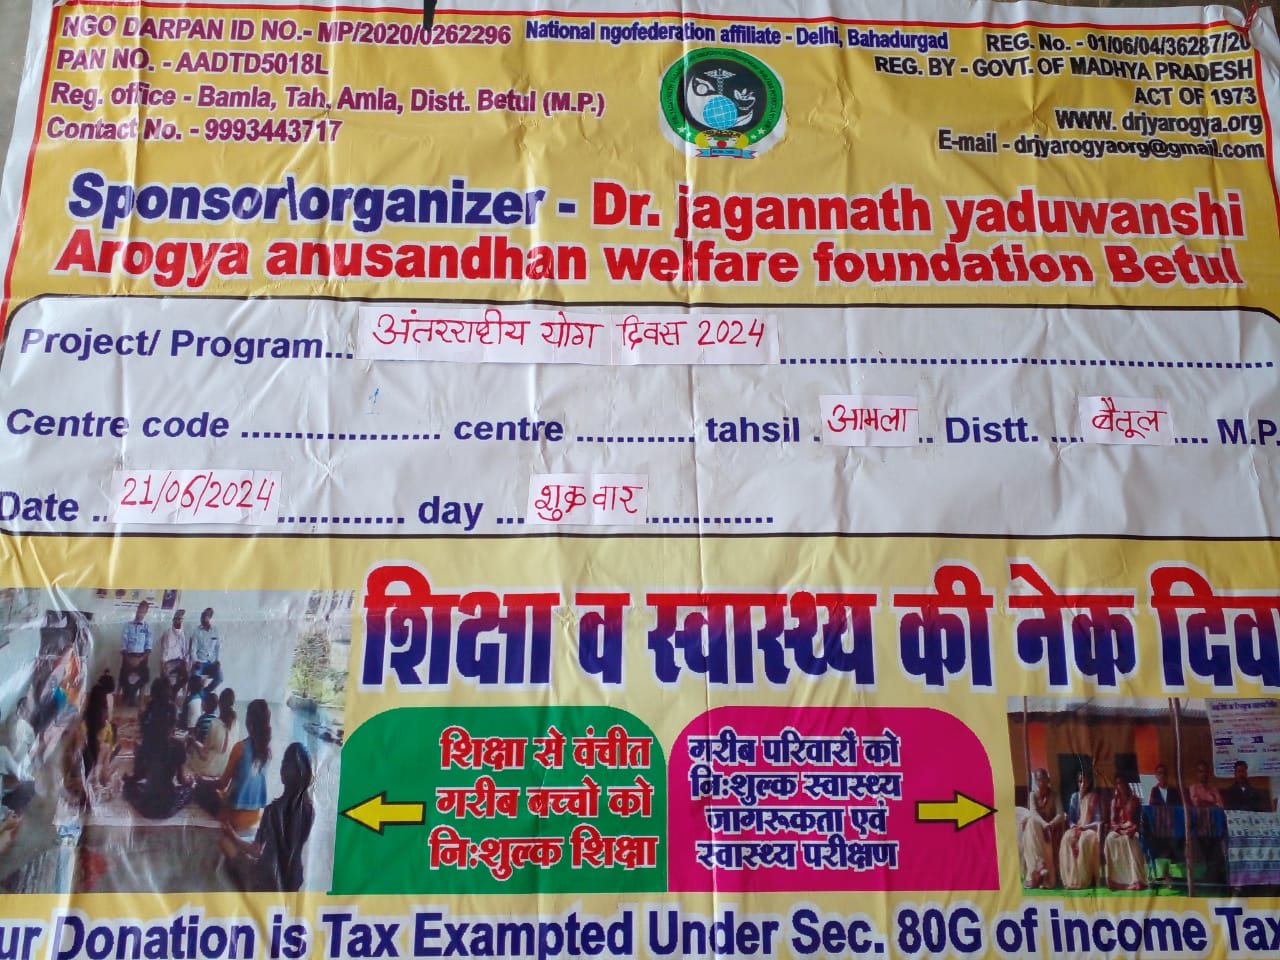 NGO DARPAN ID NO.- MP/2020/0262296
PAN NO. - AADTD5018L
Reg. office - Bamla, Tah, Amla, Distt. Betul (M.P.)
Contact No. - 9993443717
National ngofederation affiliate - Delhi, Bahadurgad
REG. No. - 01/06/04/36287/20
REG. BY - GOVT. OF MADHYA PRADESH
ACT OF 1973
WWW. drjyarogya.org
E-mail - drjyarogyaorg@gmail.com
Sponsor\organizer - Dr. jagannath yaduwanshi
Arogya anusandhan welfare foundation Betul
Project/ Program... अंतरराष्ट्रीय योग दिवस 2024
Centre code .................. 1 centre ............ tahsil . आमला .. Distt. .... बैतूल .... M.P.
Date .. 21/06/2024 ............ day ... शुक्रवार ............
शिक्षा व स्वास्थ्य की नेक दिव
शिक्षा से वंचीत
गरीब बच्चो को
नि:शुल्क शिक्षा
गरीब परिवारों को
नि:शुल्क स्वास्थ्य
जागरूकता एवं
स्वास्थ्य परीक्षण
ur Donation is Tax Exampted Under Sec. 80G of income Tax